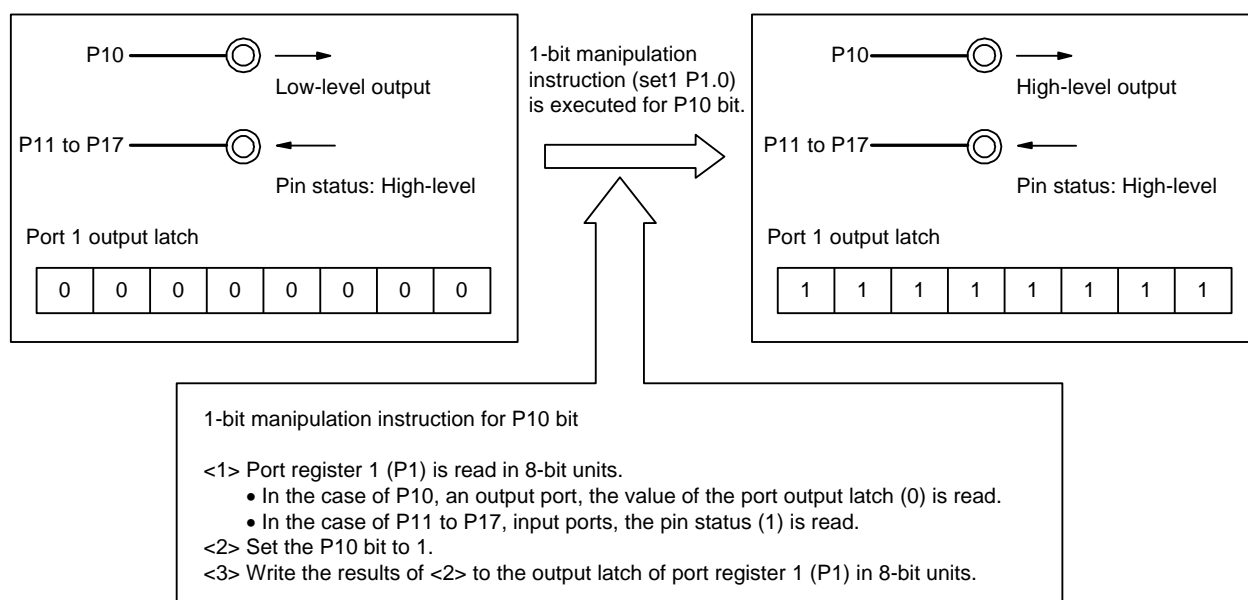 P10
Low-level output
P11 to P17
Pin status: High-level
Port 1 output latch
0 0 0 0 0 0 0 0
1-bit manipulation
instruction (set1 P1.0)
is executed for P10 bit.
P10
High-level output
P11 to P17
Pin status: High-level
Port 1 output latch
1 1 1 1 1 1 1 1
1-bit manipulation instruction for P10 bit
<1> Port register 1 (P1) is read in 8-bit units.
• In the case of P10, an output port, the value of the port output latch (0) is read.
• In the case of P11 to P17, input ports, the pin status (1) is read.
<2> Set the P10 bit to 1.
<3> Write the results of <2> to the output latch of port register 1 (P1) in 8-bit units.